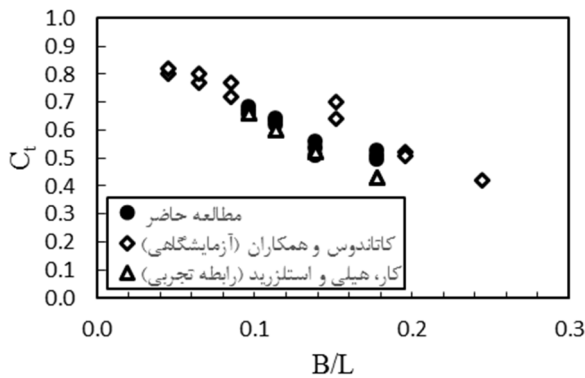 1.0
0.9
0.8
0.7
0.6
0.5
0.4
0.3
0.2
0.1
0.0
Ct
مطالعه حاضر
کاتاندوس و همکاران (آزمایشگاهی)
کار، هیلی و استلزرید (رابطه تجربی)
0.0 0.1 0.2 0.3
B/L